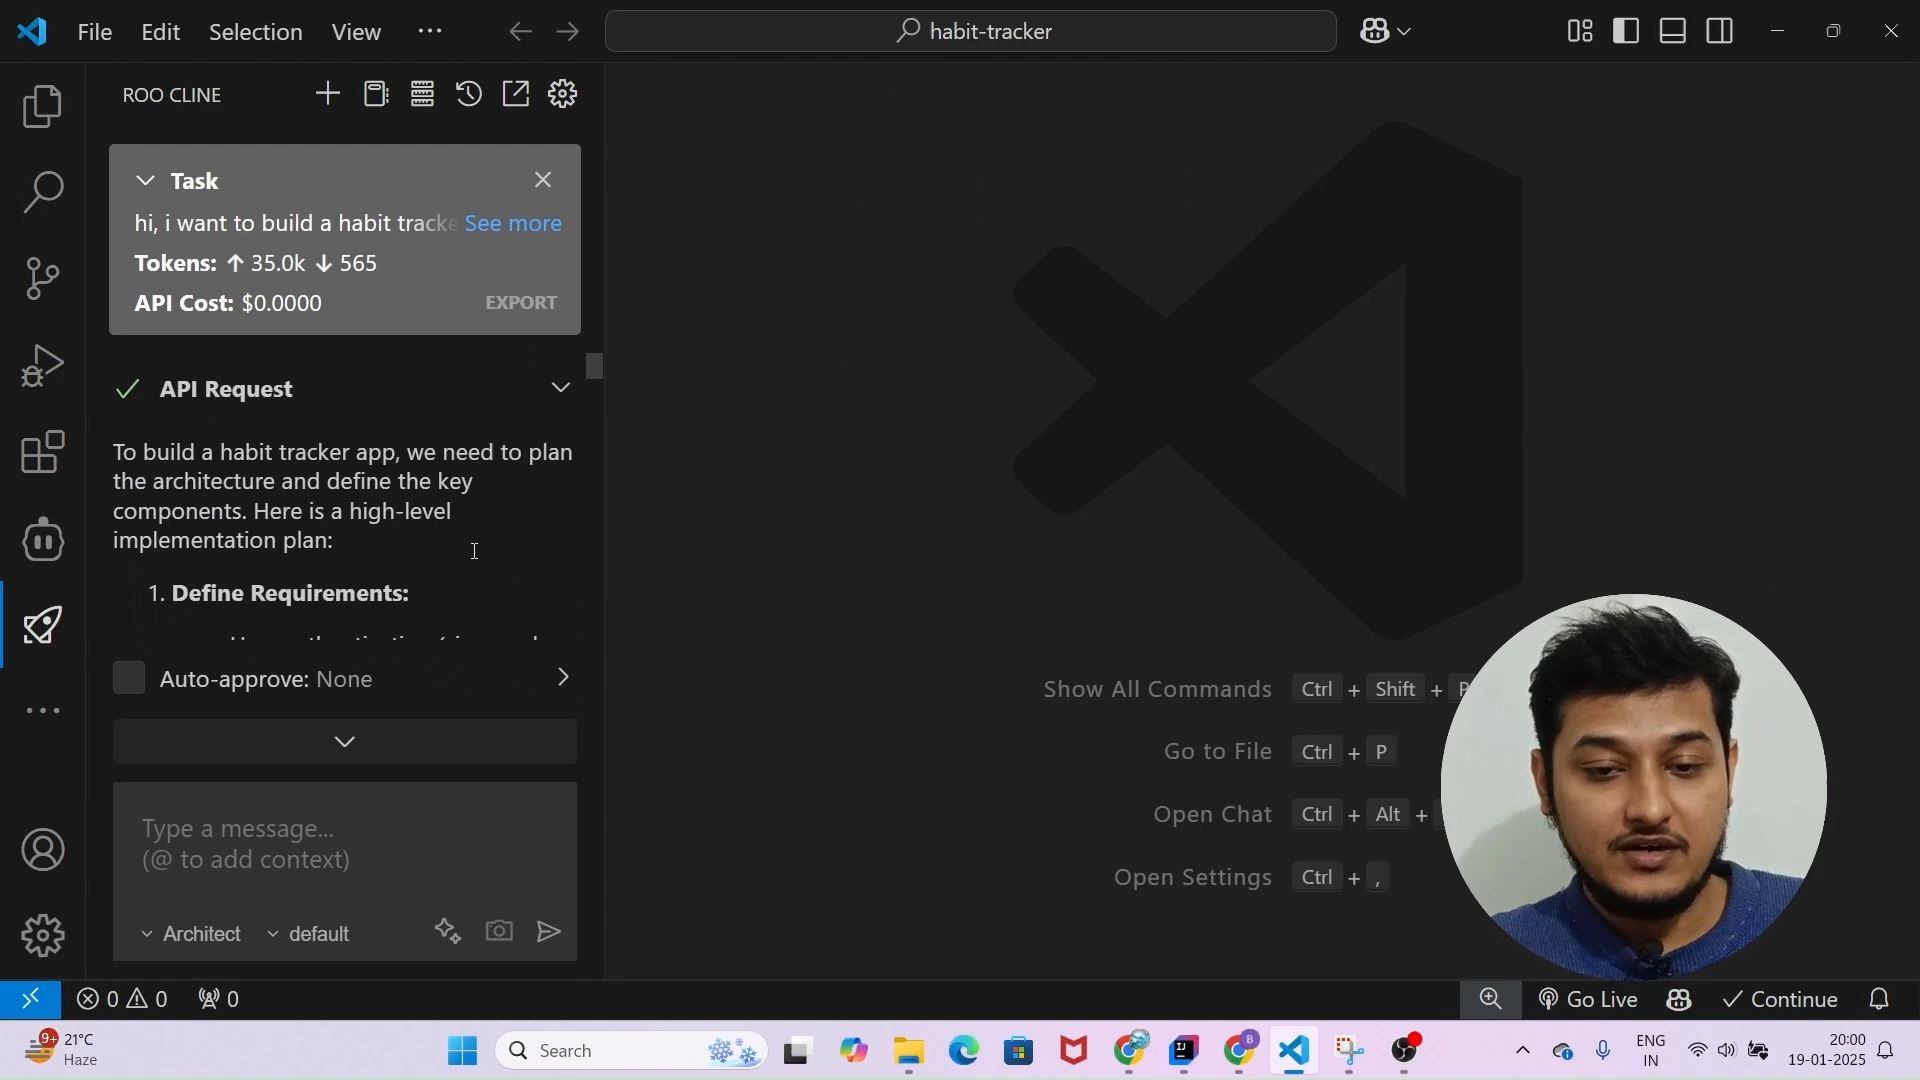 File Edit Selection View ···
habit-tracker
ROO CLINE
Task
hi, i want to build a habit tracke See more
Tokens: ↑ 35.0k ↓ 565
API Cost: $0.0000 EXPORT
API Request
To build a habit tracker app, we need to plan
the architecture and define the key
components. Here is a high-level
implementation plan:
1. Define Requirements:
Auto-approve: None
Type a message...
(@ to add context)
Architect default
Show All Commands Ctrl + Shift + P
Go to File Ctrl + P
Open Chat Ctrl + Alt +
Open Settings Ctrl + ,
0 0 0
Go Live Continue
9+ 21°C
Haze
Search
B
ENG
IN
20:00
19-01-2025